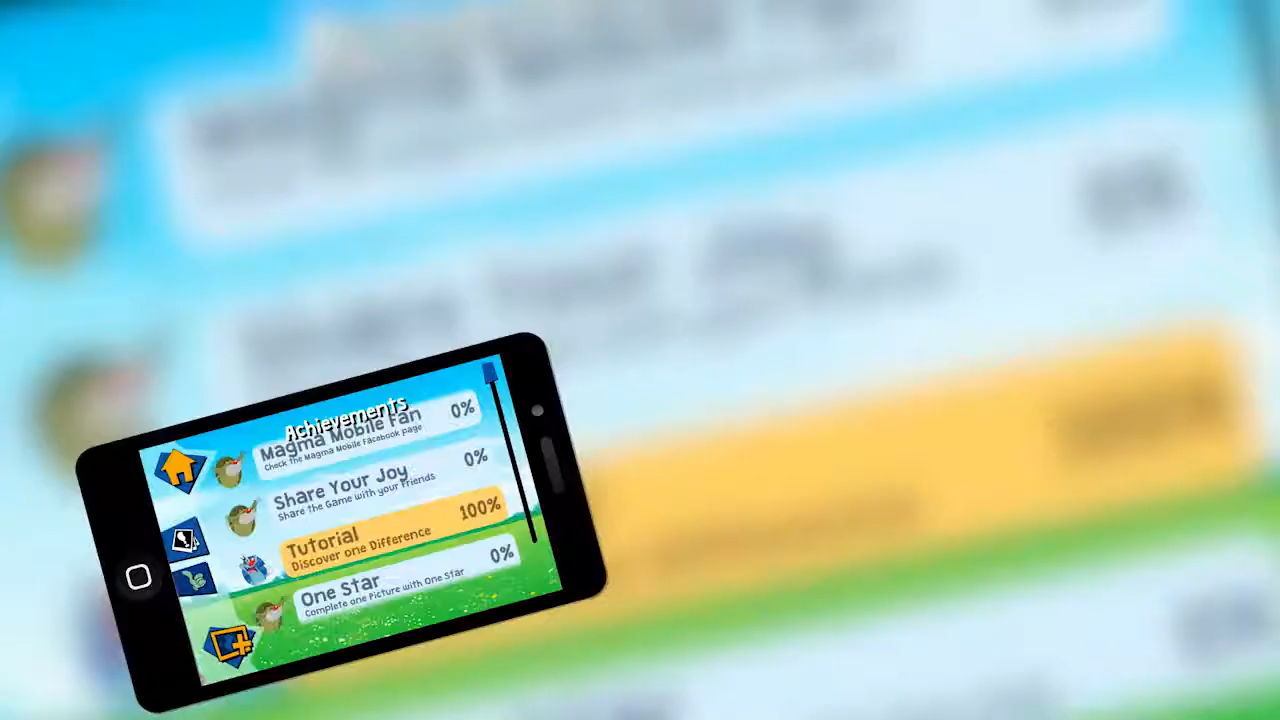 Achievements
Magma Mobile Fan 0%
Check the Magma Mobile Facebook page
Share Your Joy 0%
Share the Game with your Friends
Tutorial 100%
Discover one Difference
One Star 0%
Complete one Picture with One Star